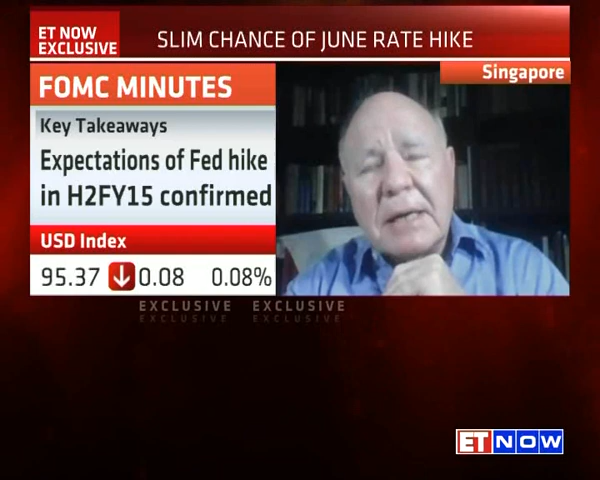 ET NOW
EXCLUSIVE
SLIM CHANCE OF JUNE RATE HIKE
Singapore
FOMC MINUTES
Key Takeaways
Expectations of Fed hike
in H2FY15 confirmed
USD Index
95.37 0.08 0.08%
EXCLUSIVE EXCLUSIVE
EXCLUSIVE EXCLUSIVE
ET NOW